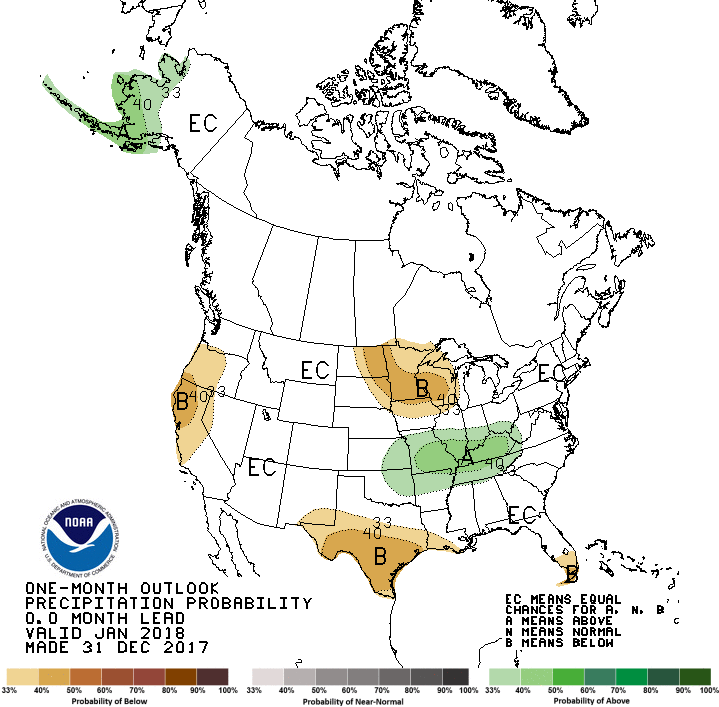 33
40
EC
A
EC
EC
B
40
33
B
40
33
A
40
33
EC
EC
33
40
B
B
NATIONAL OCEANIC AND ATMOSPHERIC ADMINISTRATION
NOAA
U.S. DEPARTMENT OF COMMERCE
ONE-MONTH OUTLOOK
PRECIPITATION PROBABILITY
0.0 MONTH LEAD
VALID JAN 2018
MADE 31 DEC 2017
EC MEANS EQUAL
CHANCES FOR A, N, B
A MEANS ABOVE
N MEANS NORMAL
B MEANS BELOW
33% 40% 50% 60% 70% 80% 90% 100%
Probability of Below
33% 40% 50% 60% 70% 80% 90% 100%
Probability of Near-Normal
33% 40% 50% 60% 70% 80% 90% 100%
Probability of Above